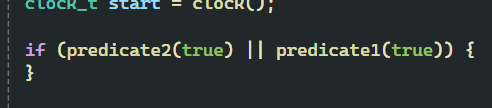 clock_t start = clock();
if (predicate2(true) || predicate1(true)) {
}